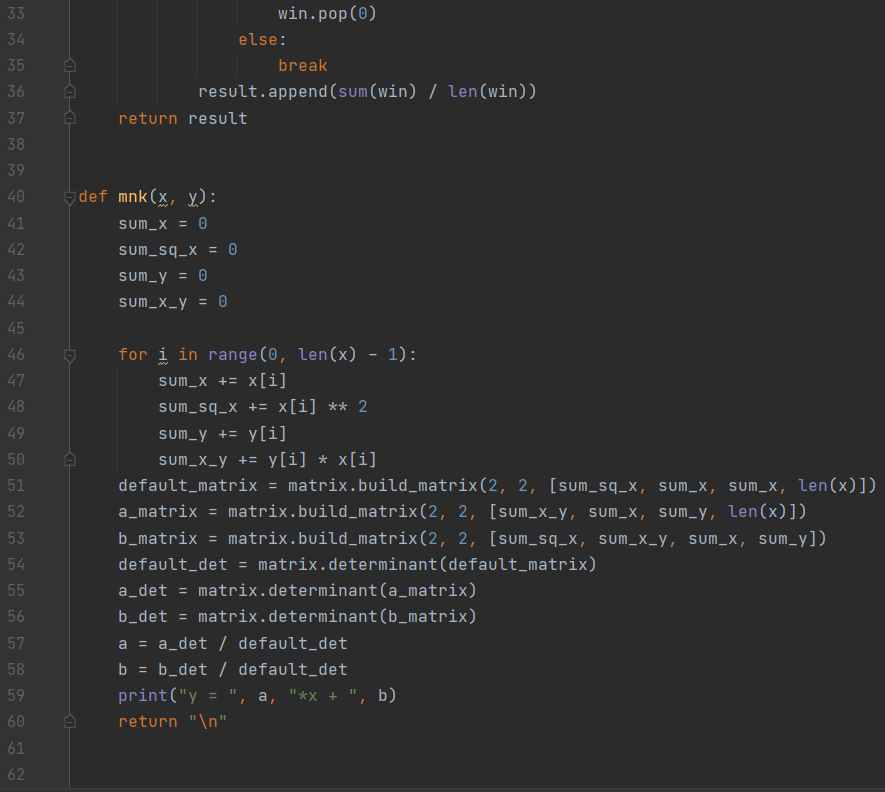 33                         win.pop(0)
34                     else:
35                         break
36                 result.append(sum(win) / len(win))
37         return result
38
39
40 def mnk(x, y):
41     sum_x = 0
42     sum_sq_x = 0
43     sum_y = 0
44     sum_x_y = 0
45
46     for i in range(0, len(x) - 1):
47         sum_x += x[i]
48         sum_sq_x += x[i] ** 2
49         sum_y += y[i]
50         sum_x_y += y[i] * x[i]
51     default_matrix = matrix.build_matrix(2, 2, [sum_sq_x, sum_x, sum_x, len(x)])
52     a_matrix = matrix.build_matrix(2, 2, [sum_x_y, sum_x, sum_y, len(x)])
53     b_matrix = matrix.build_matrix(2, 2, [sum_sq_x, sum_x_y, sum_x, sum_y])
54     default_det = matrix.determinant(default_matrix)
55     a_det = matrix.determinant(a_matrix)
56     b_det = matrix.determinant(b_matrix)
57     a = a_det / default_det
58     b = b_det / default_det
59     print("y = ", a, "*x + ", b)
60     return "\n"
61
62